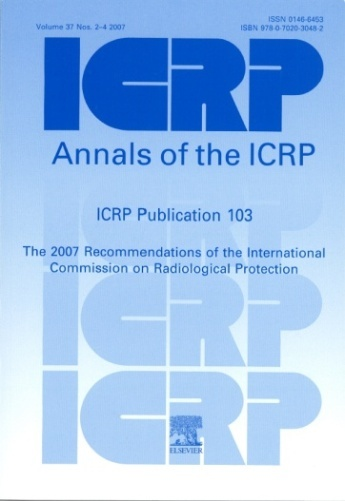 ISSN 0146-6453
Volume 37 Nos. 2–4 2007
ISBN 978-0-7020-3048-2
ICRP
Annals of the ICRP
ICRP Publication 103
The 2007 Recommendations of the International
Commission on Radiological Protection
ICRP
ICRP
ICRP
ELSEVIER